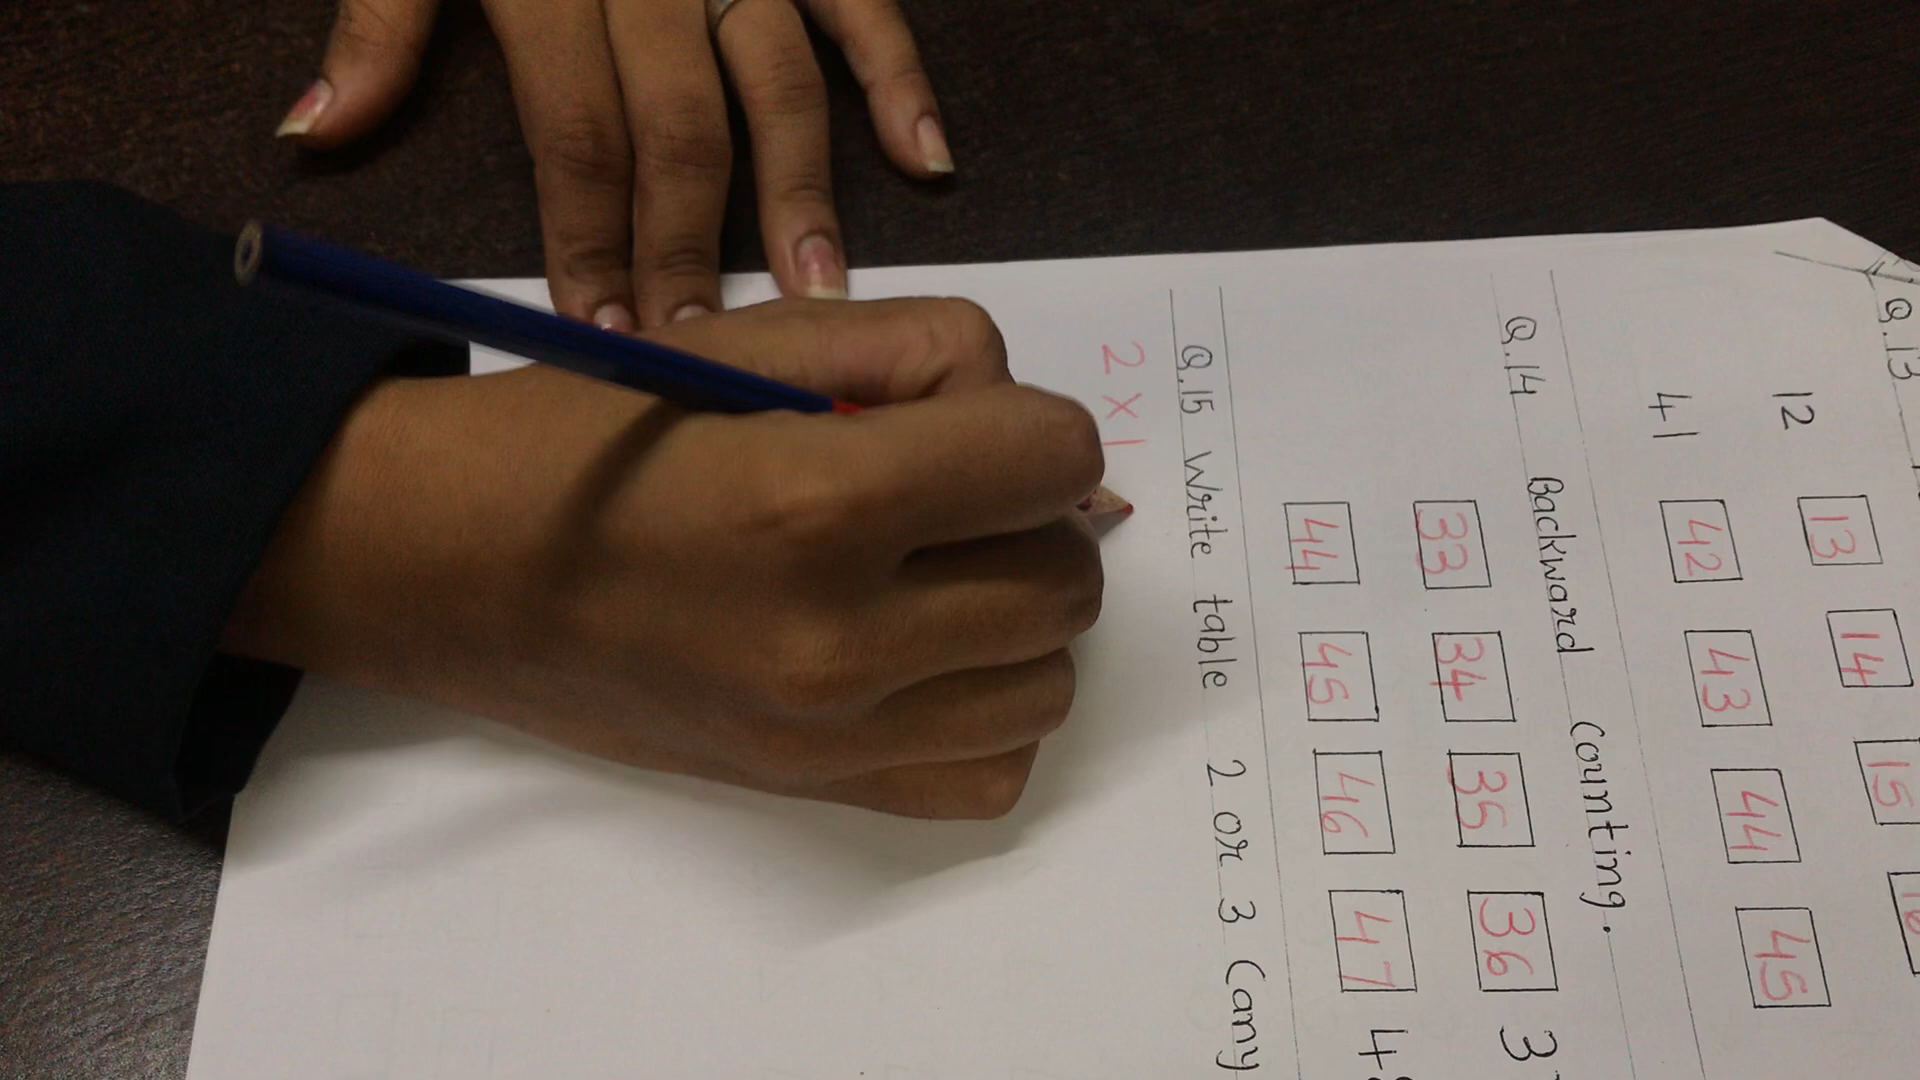 Q.13
12 13 14 15
41 42 43 44 45
Q.14 Backward Counting.
33 34 35 36
44 45 46 47
Q.15 Write table 2 or 3 (any
2 x 1